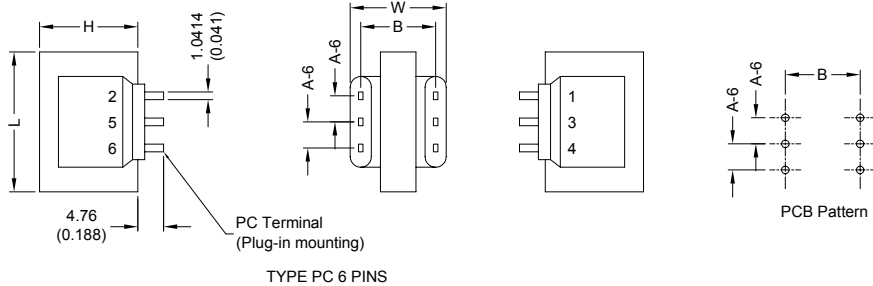 H
1.0414
(0.041)
L
2
5
6
4.76
(0.188)
PC Terminal
(Plug-in mounting)
W
B
A-6
A-6
1
3
4
B
A-6
A-6
PCB Pattern
TYPE PC 6 PINS